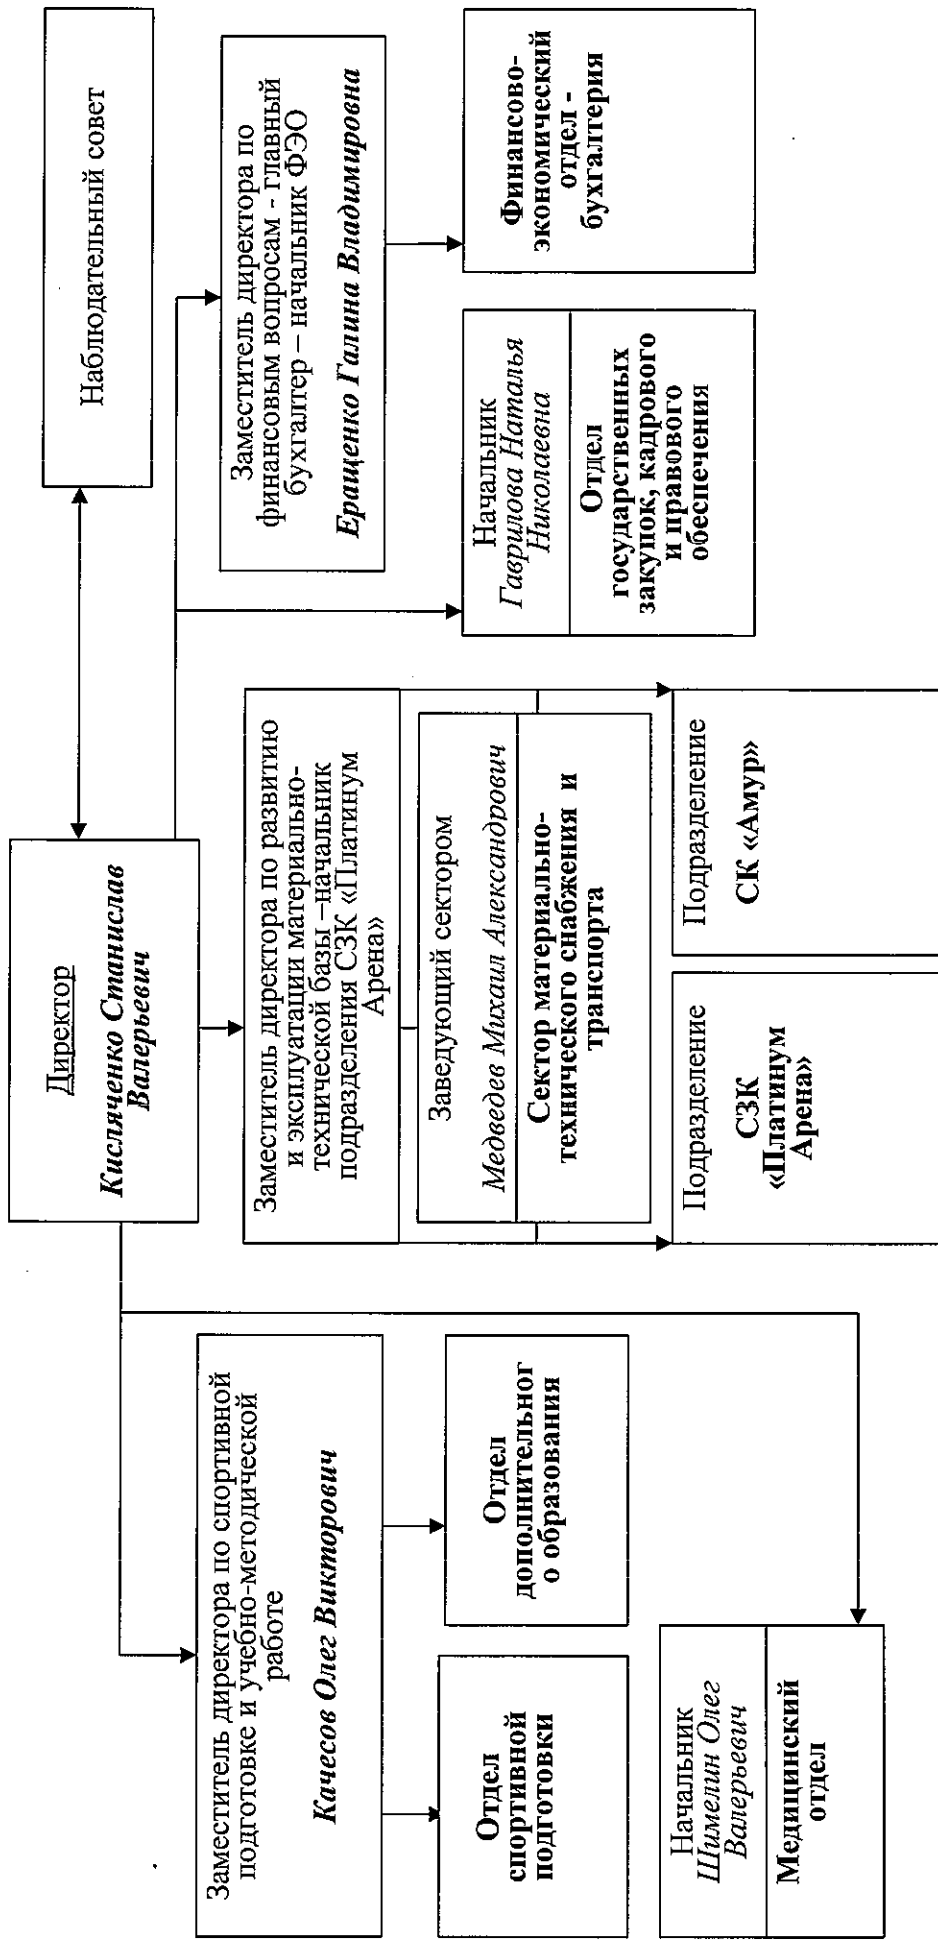 Директор
Кисляченко Станислав
Валерьевич
Наблюдательный совет
Заместитель директора по спортивной
подготовке и учебно-методической
работе
Качесов Олег Викторович
Заместитель директора по развитию
и эксплуатации материально-
технической базы –начальник
подразделения СЗК «Платинум
Арена»
Заместитель директора по
финансовым вопросам - главный
бухгалтер – начальник ФЭО
Еращенко Галина Владимировна
Отдел
спортивной
подготовки
Отдел
дополнительног
о образования
Заведующий сектором
Медведев Михаил Александрович
Сектор материально-
технического снабжения и
транспорта
Начальник
Гаврилова Наталья
Николаевна
Отдел
государственных
закупок, кадрового
и правового
обеспечения
Финансово-
экономический
отдел -
бухгалтерия
Начальник
Шимелин Олег
Валерьевич
Медицинский
отдел
Подразделение
СЗК
«Платинум
Арена»
Подразделение
СК «Амур»